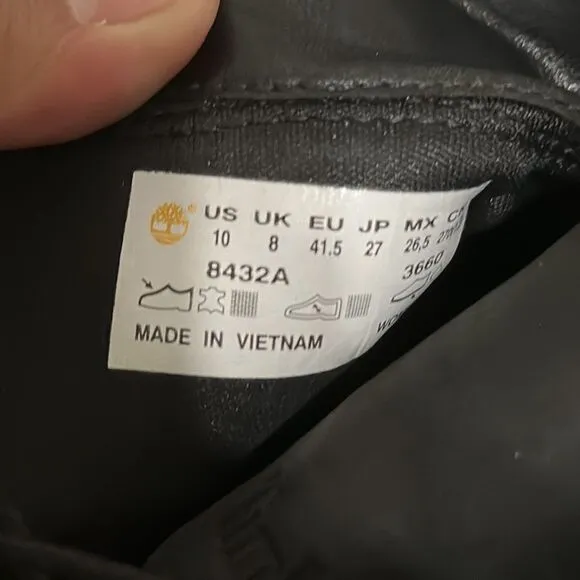 US UK EU JP MX
10 8 41.5 27 26,5
8432A 3660
MADE IN VIETNAM